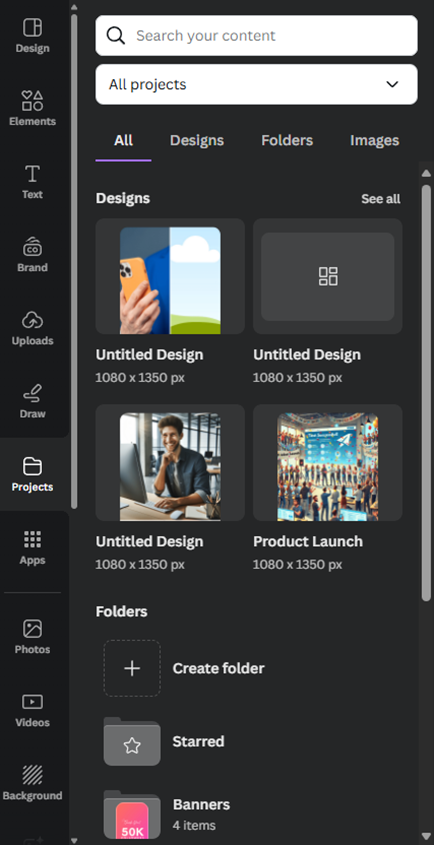 Design
Elements
Text
CO
Brand
Uploads
Draw
Projects
Apps
Photos
Videos
Background
Search your content
All projects
All Designs Folders Images
Designs See all
Untitled Design
1080 x 1350 px
Untitled Design
1080 x 1350 px
Untitled Design
1080 x 1350 px
Product Launch
1080 x 1350 px
Folders
Create folder
Starred
50K
Banners
4 items